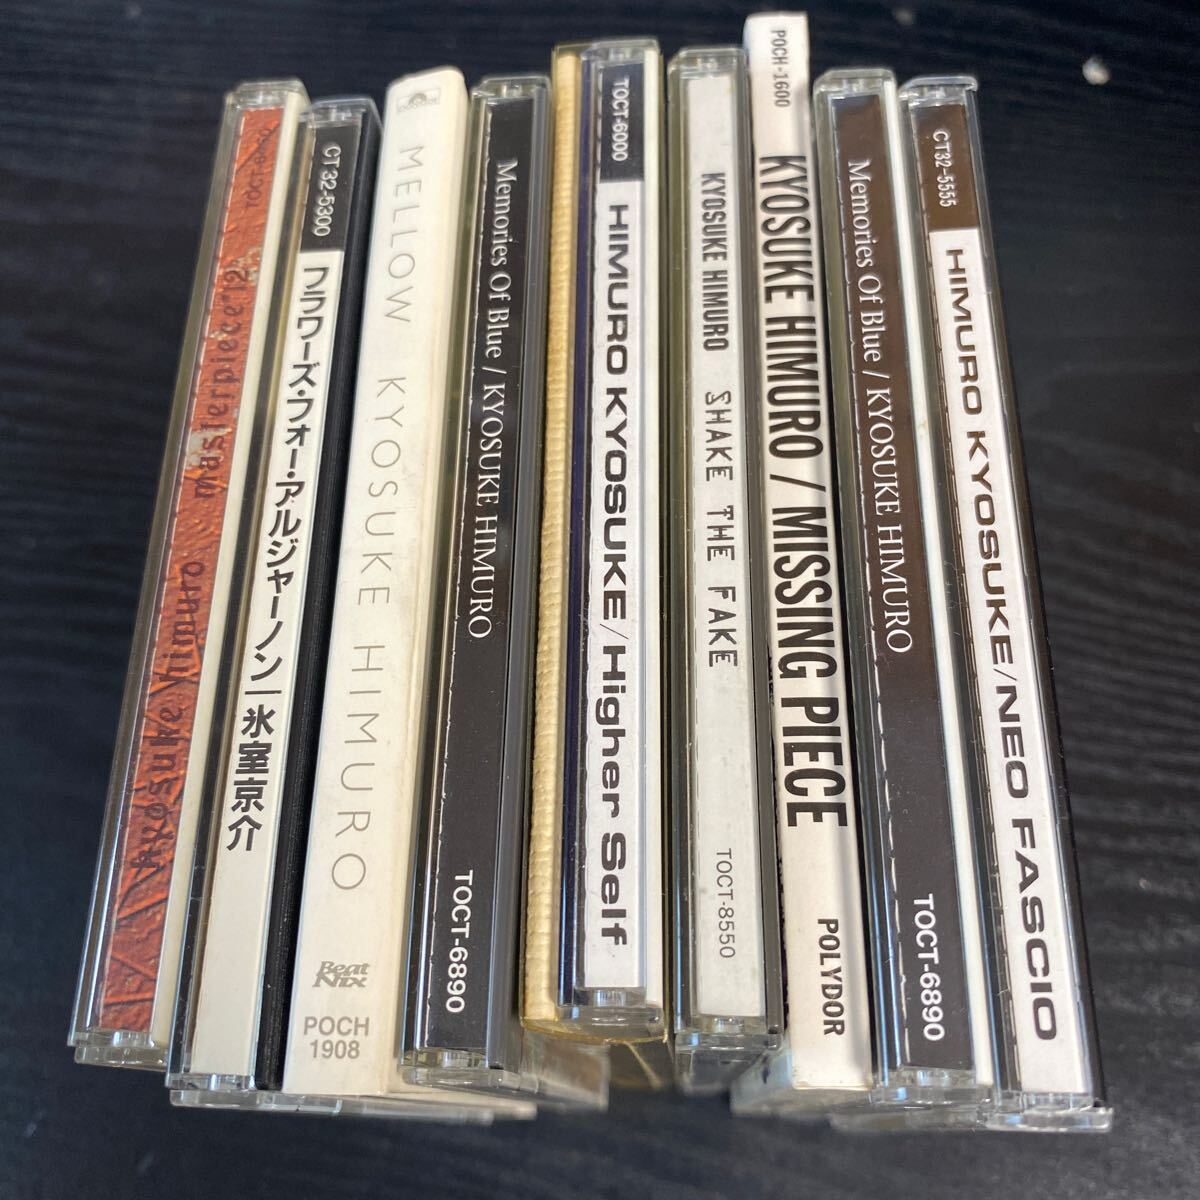 kyosuke himuro masterpiece 12
CT32-5300
フラワーズ・フォー・アルジャーノン|氷室京介
MELLOW KYOSUKE HIMURO
Beat Nix
POCH
1908
Memories Of Blue / KYOSUKE HIMURO
TOCT-6890
TOCT-6000
HIMURO KYOSUKE/Higher Self
KYOSUKE HIMURO SHAKE THE FAKE
TOCT-8550
POCH-1600
KYOSUKE HIMURO / MISSING PIECE
POLYDOR
Memories Of Blue / KYOSUKE HIMURO
TOCT-6890
CT32-5555
HIMURO KYOSUKE/NEO FASCIO